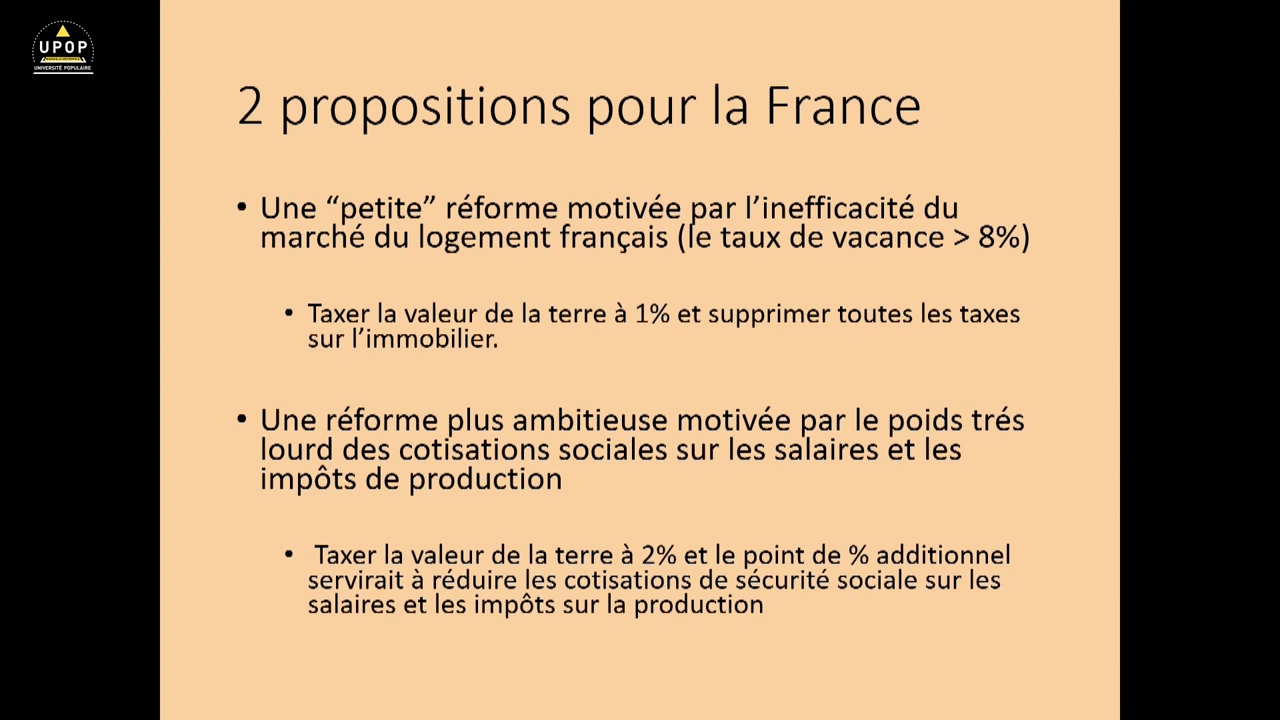 UPOP
UNIVERSITÉ POPULAIRE
2 propositions pour la France
• Une “petite” réforme motivée par l’inefficacité du
marché du logement français (le taux de vacance > 8%)
• Taxer la valeur de la terre à 1% et supprimer toutes les taxes
sur l’immobilier.
• Une réforme plus ambitieuse motivée par le poids trés
lourd des cotisations sociales sur les salaires et les
impôts de production
• Taxer la valeur de la terre à 2% et le point de % additionnel
servirait à réduire les cotisations de sécurité sociale sur les
salaires et les impôts sur la production